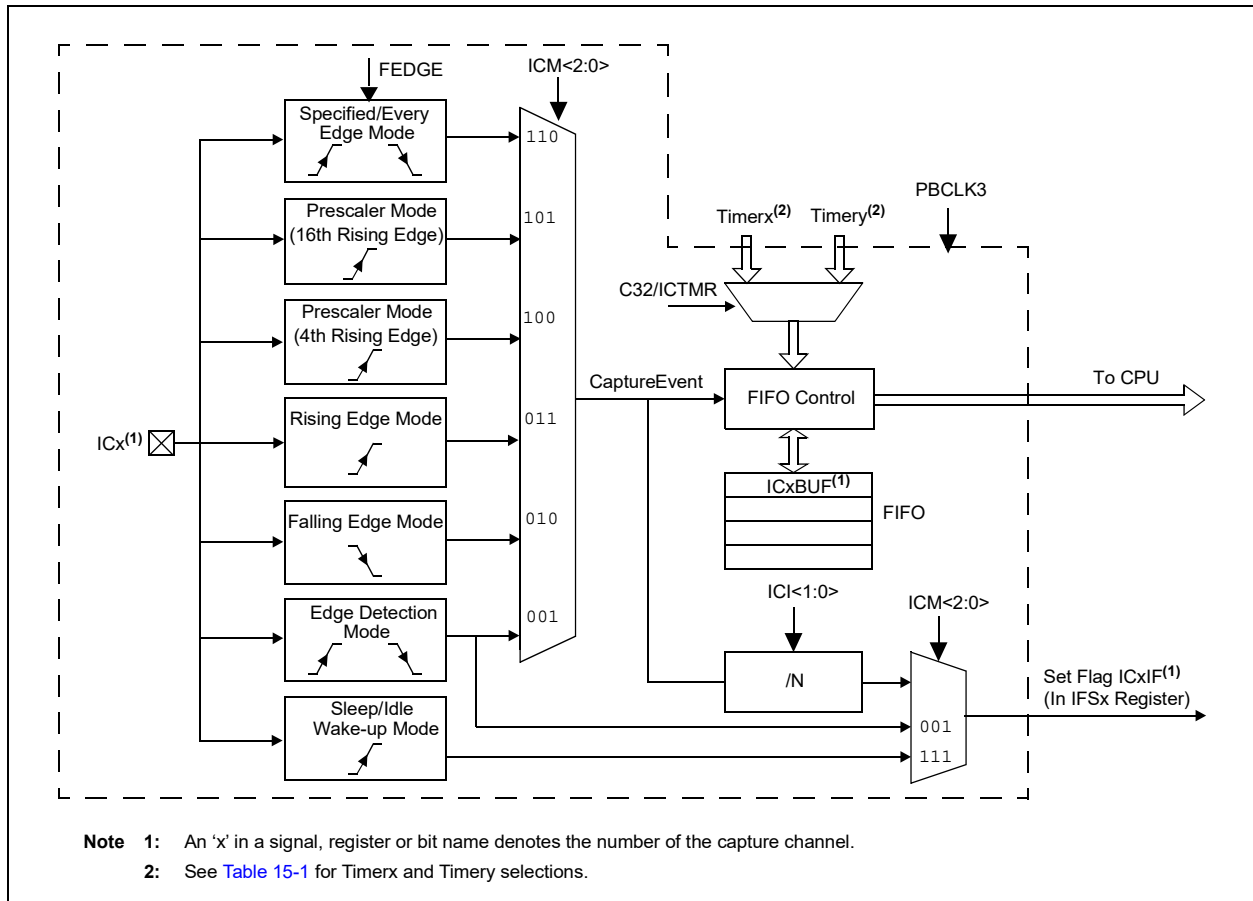 FEDGE
ICM<2:0>
Specified/Every
Edge Mode
110
PBCLK3
Prescaler Mode
(16th Rising Edge)
101
Timerx(2)
Timery(2)
C32/ICTMR
Prescaler Mode
(4th Rising Edge)
100
CaptureEvent
FIFO Control
To CPU
ICx(1)
Rising Edge Mode
011
ICxBUF(1)
FIFO
Falling Edge Mode
010
ICI<1:0>
ICM<2:0>
Edge Detection
Mode
001
/N
Set Flag ICxIF(1)
(In IFSx Register)
Sleep/Idle
Wake-up Mode
001
111
Note 1: An ‘x’ in a signal, register or bit name denotes the number of the capture channel.
2: See Table 15-1 for Timerx and Timery selections.